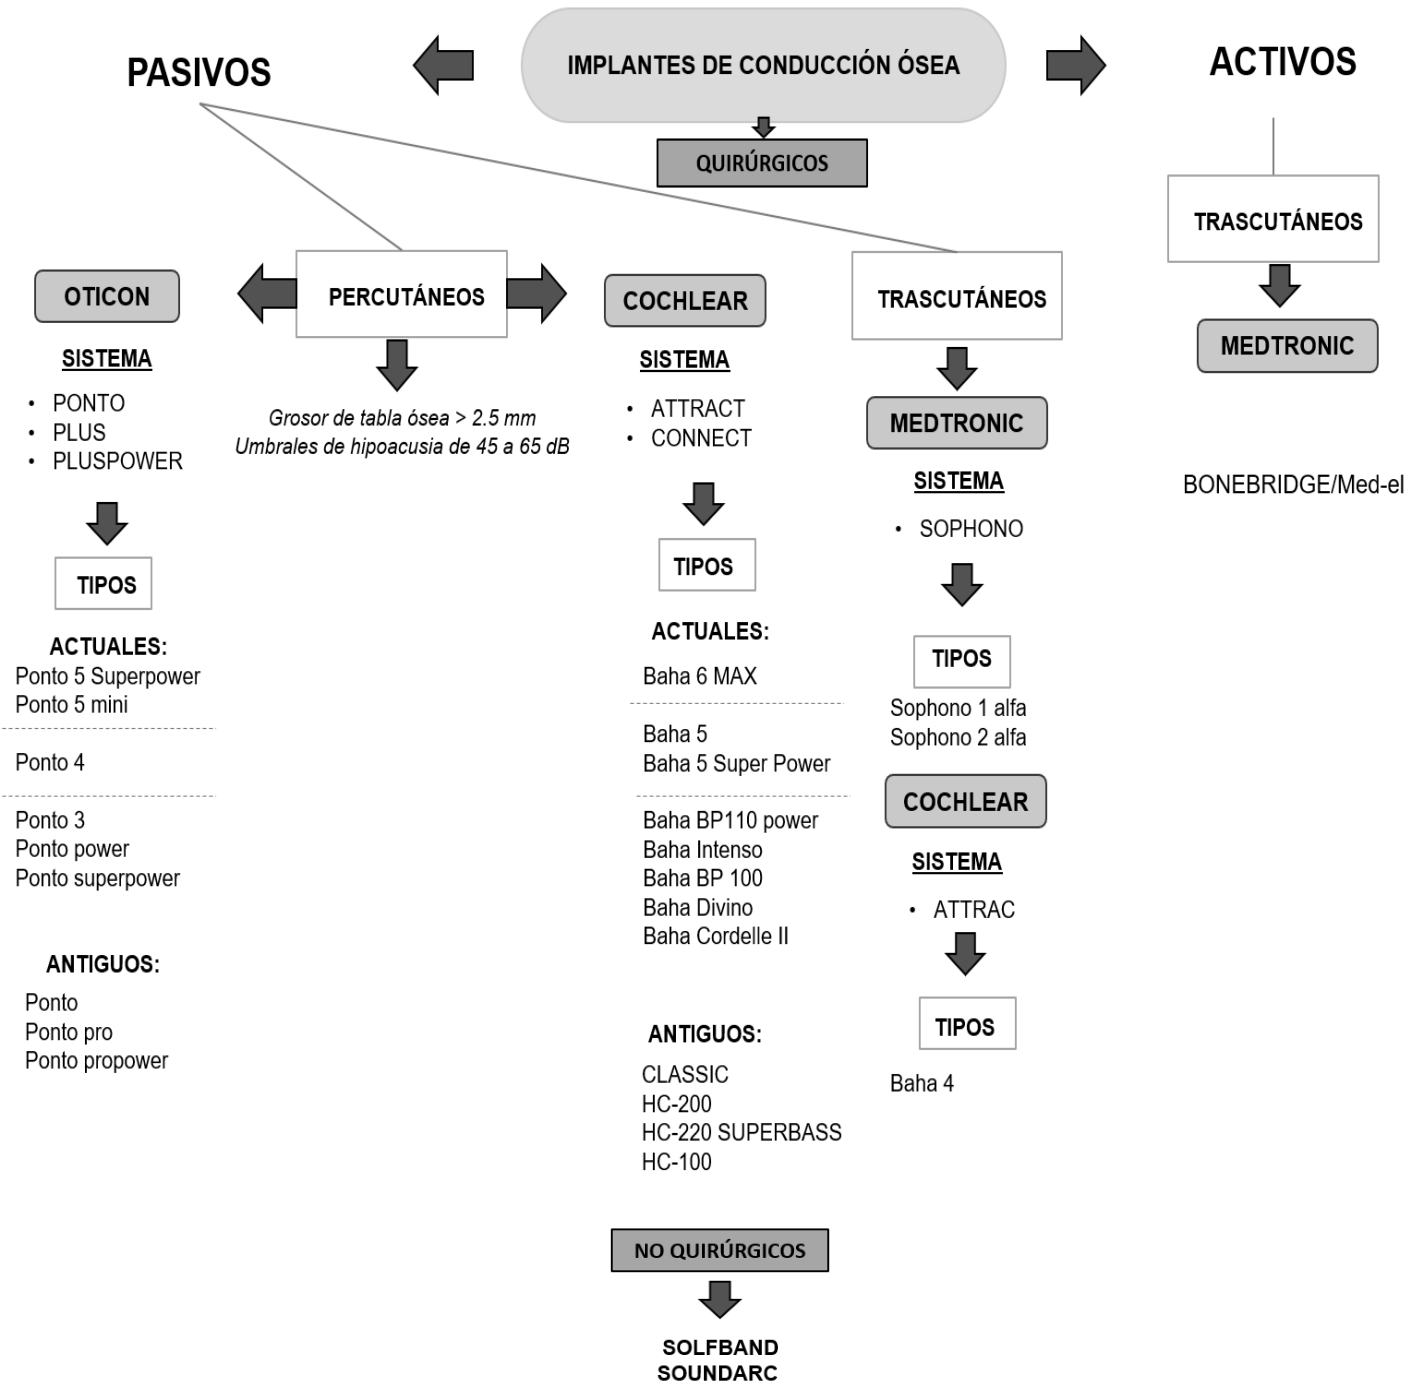 IMPLANTES DE CONDUCCIÓN ÓSEA
QUIRÚRGICOS
PASIVOS
PERCUTÁNEOS
Grosor de tabla ósea > 2.5 mm
Umbrales de hipoacusia de 45 a 65 dB
OTICON
SISTEMA
• PONTO
• PLUS
• PLUSPOWER
TIPOS
ACTUALES:
Ponto 5 Superpower
Ponto 5 mini
Ponto 4
Ponto 3
Ponto power
Ponto superpower
ANTIGUOS:
Ponto
Ponto pro
Ponto propower
COCHLEAR
SISTEMA
• ATTRACT
• CONNECT
TIPOS
ACTUALES:
Baha 6 MAX
Baha 5
Baha 5 Super Power
Baha BP110 power
Baha Intenso
Baha BP 100
Baha Divino
Baha Cordelle II
ANTIGUOS:
CLASSIC
HC-200
HC-220 SUPERBASS
HC-100
TRASCUTÁNEOS
MEDTRONIC
SISTEMA
• SOPHONO
TIPOS
Sophono 1 alfa
Sophono 2 alfa
COCHLEAR
SISTEMA
• ATTRAC
TIPOS
Baha 4
ACTIVOS
TRASCUTÁNEOS
MEDTRONIC
BONEBRIDGE/Med-el
NO QUIRÚRGICOS
SOLFBAND
SOUNDARC